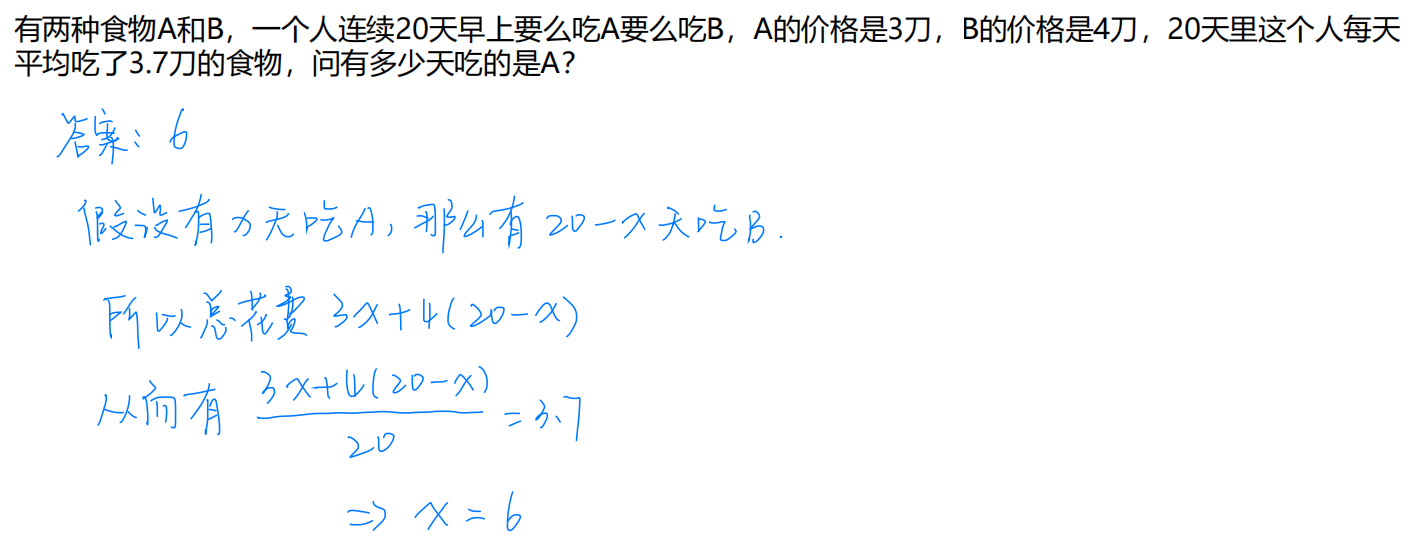 有两种食物A和B，一个人连续20天早上要么吃A要么吃B，A的价格是3刀，B的价格是4刀，20天里这个人每天
平均吃了3.7刀的食物，问有多少天吃的是A？
答案：6
假设有x天吃A，那么有 20-x天吃B.
所以总花费 3x+4(20-x)
从而有 \frac{3x+4(20-x)}{20} = 3.7
⇒ x = 6